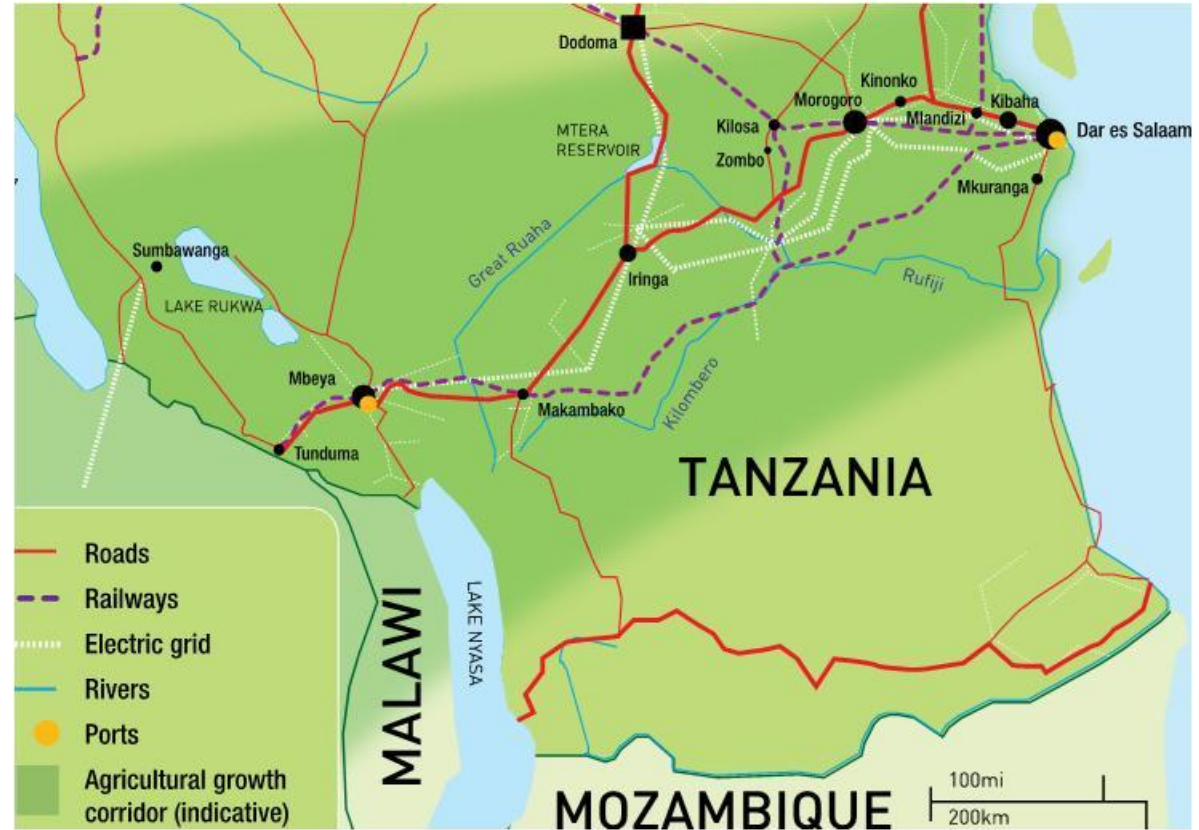 Dodoma
Kinonko
Morogoro
Kibaha
Mlandizi
Kilosa
Dar es Salaam
MTERA
RESERVOIR
Zombo
Mkuranga
Sumbawanga
Great Ruaha
Iringa
Rufiji
LAKE RUKWA
Mbeya
Kilombero
Makambako
Tunduma
TANZANIA
Roads
Railways
Electric grid
Rivers
Ports
Agricultural growth
corridor (indicative)
MALAWI
LAKE NYASA
MOZAMBIQUE
100mi
200km